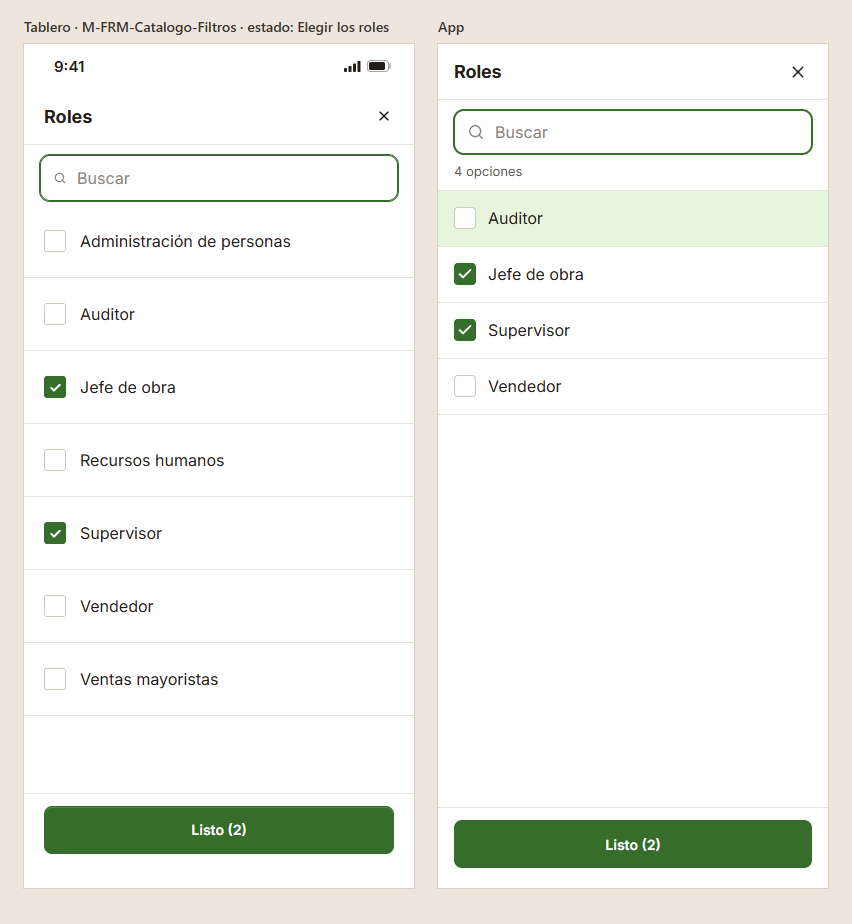 Tablero · M-FRM-Catalogo-Filtros · estado: Elegir los roles
9:41
Roles
Buscar
Administración de personas
Auditor
Jefe de obra
Recursos humanos
Supervisor
Vendedor
Ventas mayoristas
Listo (2)
App
Roles
Buscar
4 opciones
Auditor
Jefe de obra
Supervisor
Vendedor
Listo (2)